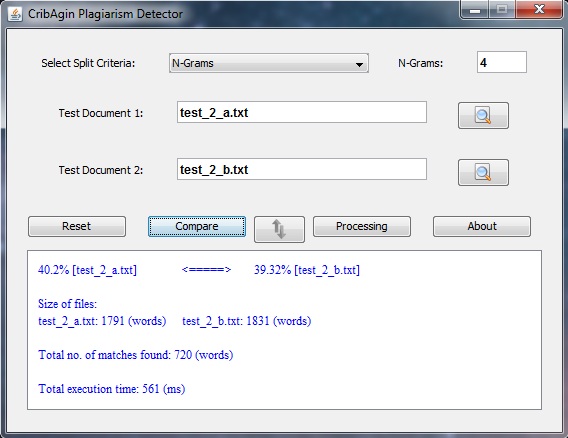 CribAgin Plagiarism Detector
Select Split Criteria: N-Grams N-Grams: 4
Test Document 1: test_2_a.txt
Test Document 2: test_2_b.txt
Reset Compare Processing About
40.2% [test_2_a.txt] <=====> 39.32% [test_2_b.txt]
Size of files:
test_2_a.txt: 1791 (words) test_2_b.txt: 1831 (words)
Total no. of matches found: 720 (words)
Total execution time: 561 (ms)